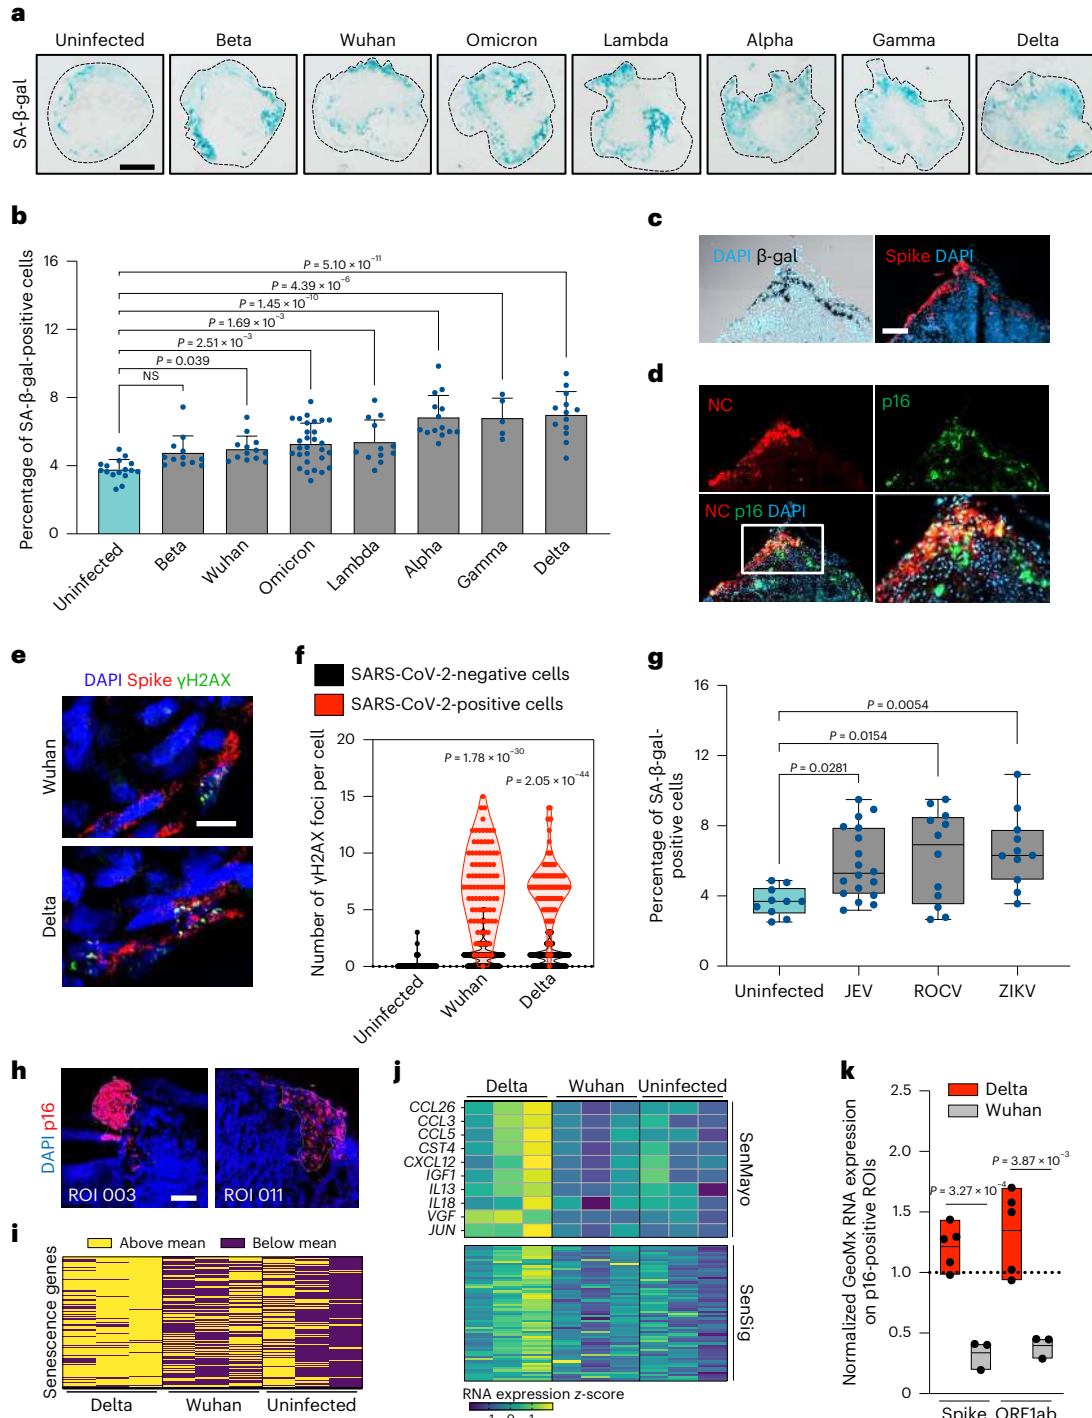 a
Uninfected Beta Wuhan Omicron Lambda Alpha Gamma Delta
SA-β-gal
b
Percentage of SA-β-gal-positive cells
16
12
8
4
0
P = 5.10 × 10⁻¹¹
P = 4.39 × 10⁻⁶
P = 1.45 × 10⁻¹⁰
P = 1.69 × 10⁻³
P = 2.51 × 10⁻³
P = 0.039
NS
Uninfected Beta Wuhan Omicron Lambda Alpha Gamma Delta
c
DAPI β-gal
Spike DAPI
d
NC
p16
NC p16 DAPI
e
DAPI Spike γH2AX
Wuhan
Delta
f
SARS-CoV-2-negative cells
SARS-CoV-2-positive cells
Number of γH2AX foci per cell
20
15
10
5
0
P = 1.78 × 10⁻³⁰
P = 2.05 × 10⁻⁴⁴
Uninfected Wuhan Delta
g
Percentage of SA-β-gal-
positive cells
16
12
8
4
0
P = 0.0054
P = 0.0154
P = 0.0281
Uninfected JEV ROCV ZIKV
h
DAPI p16
ROI 003
ROI 011
i
Above mean Below mean
Senescence genes
Delta Wuhan Uninfected
j
Delta Wuhan Uninfected
CCL26
CCL3
CCL5
CST4
CXCL12
IGF1
IL13
IL18
VGF
JUN
SenMayo
SenSig
RNA expression z-score
k
Delta
Wuhan
Normalized GeoMx RNA expression
on p16-positive ROIs
2.5
2.0
1.5
1.0
0.5
0
P = 3.87 × 10⁻³
P = 3.27 × 10⁻⁴
Spike ORF1ab